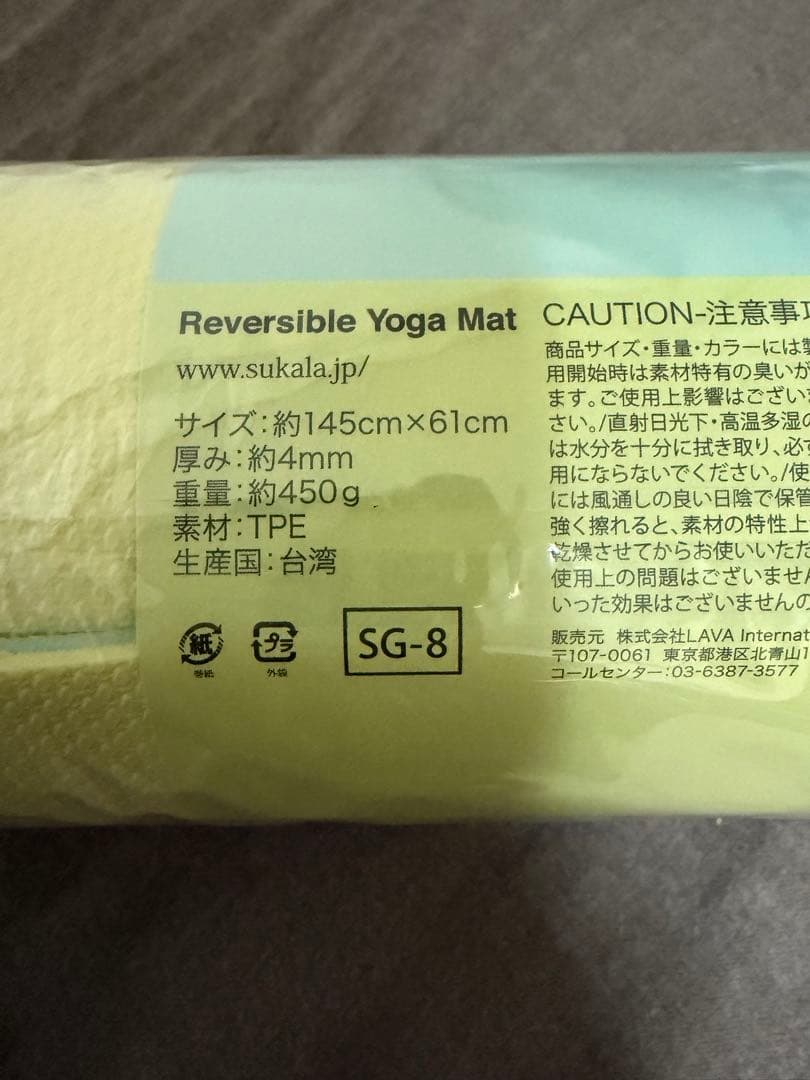 Reversible Yoga Mat
www.sukala.jp/
サイズ：約145cm×61cm
厚み：約4mm
重量：約450g
素材：TPE
生産国：台湾
紙
巻紙
プラ
外袋
SG-8
CAUTION-注意事項
商品サイズ・重量・カラーには
用開始時は素材特有の臭いが
ます。ご使用上影響はござい
さい。/直射日光下・高温多湿の
は水分を十分に拭き取り、必ず
用にならないでください。/使
には風通しの良い日陰で保管
強く擦れると、素材の特性上
乾燥させてからお使いいただ
使用上の問題はございません
いった効果はございませんの
販売元 株式会社LAVA Internat
〒107-0061 東京都港区北青山1
コールセンター：03-6387-3577